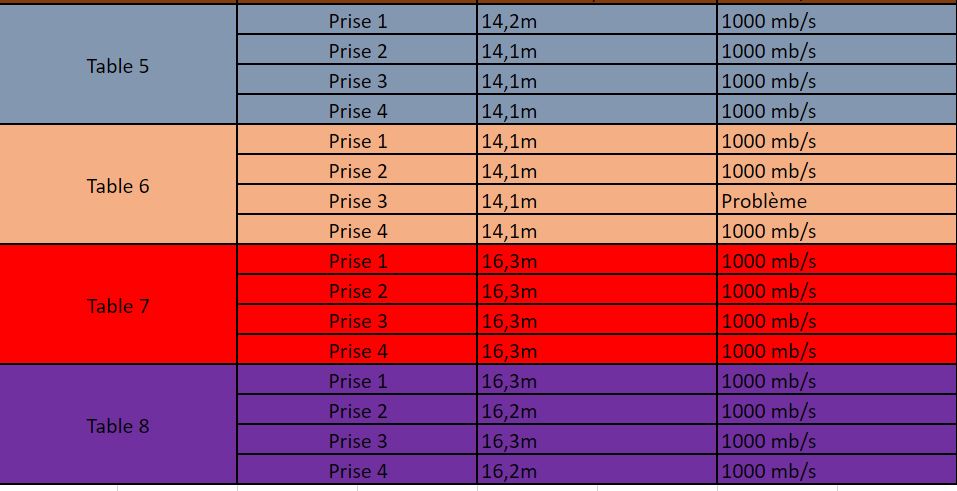 Table 5
Prise 1 14,2m 1000 mb/s
Prise 2 14,1m 1000 mb/s
Prise 3 14,1m 1000 mb/s
Prise 4 14,1m 1000 mb/s
Table 6
Prise 1 14,1m 1000 mb/s
Prise 2 14,1m 1000 mb/s
Prise 3 14,1m Problème
Prise 4 14,1m 1000 mb/s
Table 7
Prise 1 16,3m 1000 mb/s
Prise 2 16,3m 1000 mb/s
Prise 3 16,3m 1000 mb/s
Prise 4 16,3m 1000 mb/s
Table 8
Prise 1 16,3m 1000 mb/s
Prise 2 16,2m 1000 mb/s
Prise 3 16,3m 1000 mb/s
Prise 4 16,2m 1000 mb/s